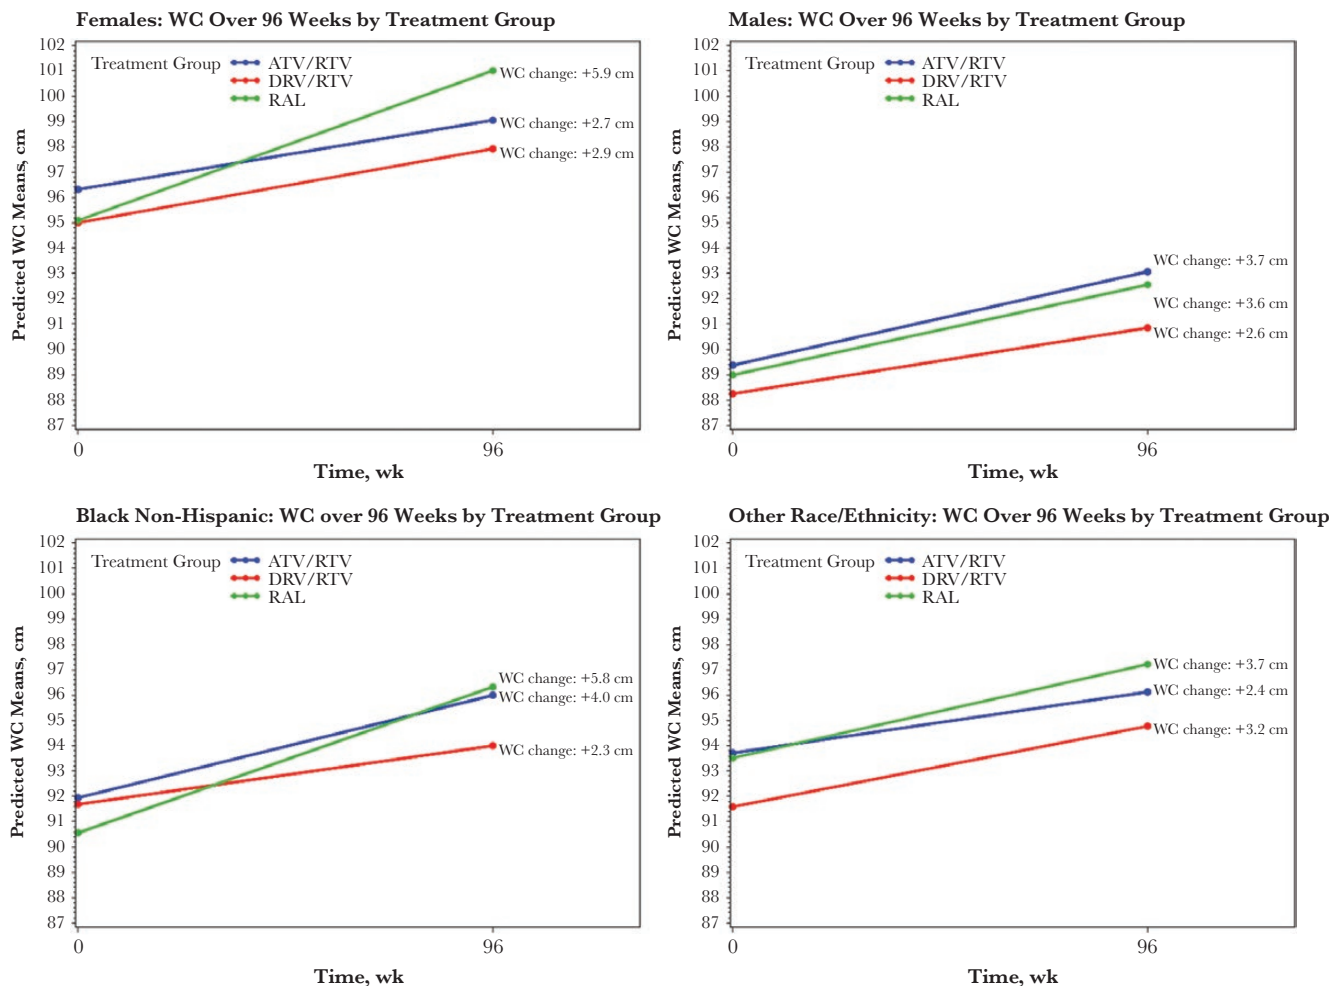 Females: WC Over 96 Weeks by Treatment Group
Predicted WC Means, cm
102
101
100
99
98
97
96
95
94
93
92
91
90
89
88
87
Treatment Group
ATV/RTV
DRV/RTV
RAL
WC change: +5.9 cm
WC change: +2.7 cm
WC change: +2.9 cm
0
96
Time, wk
Males: WC Over 96 Weeks by Treatment Group
Predicted WC Means, cm
102
101
100
99
98
97
96
95
94
93
92
91
90
89
88
87
Treatment Group
ATV/RTV
DRV/RTV
RAL
WC change: +3.7 cm
WC change: +3.6 cm
WC change: +2.6 cm
0
96
Time, wk
Black Non-Hispanic: WC over 96 Weeks by Treatment Group
Predicted WC Means, cm
102
101
100
99
98
97
96
95
94
93
92
91
90
89
88
87
Treatment Group
ATV/RTV
DRV/RTV
RAL
WC change: +5.8 cm
WC change: +4.0 cm
WC change: +2.3 cm
0
96
Time, wk
Other Race/Ethnicity: WC Over 96 Weeks by Treatment Group
Predicted WC Means, cm
102
101
100
99
98
97
96
95
94
93
92
91
90
89
88
87
Treatment Group
ATV/RTV
DRV/RTV
RAL
WC change: +3.7 cm
WC change: +2.4 cm
WC change: +3.2 cm
0
96
Time, wk